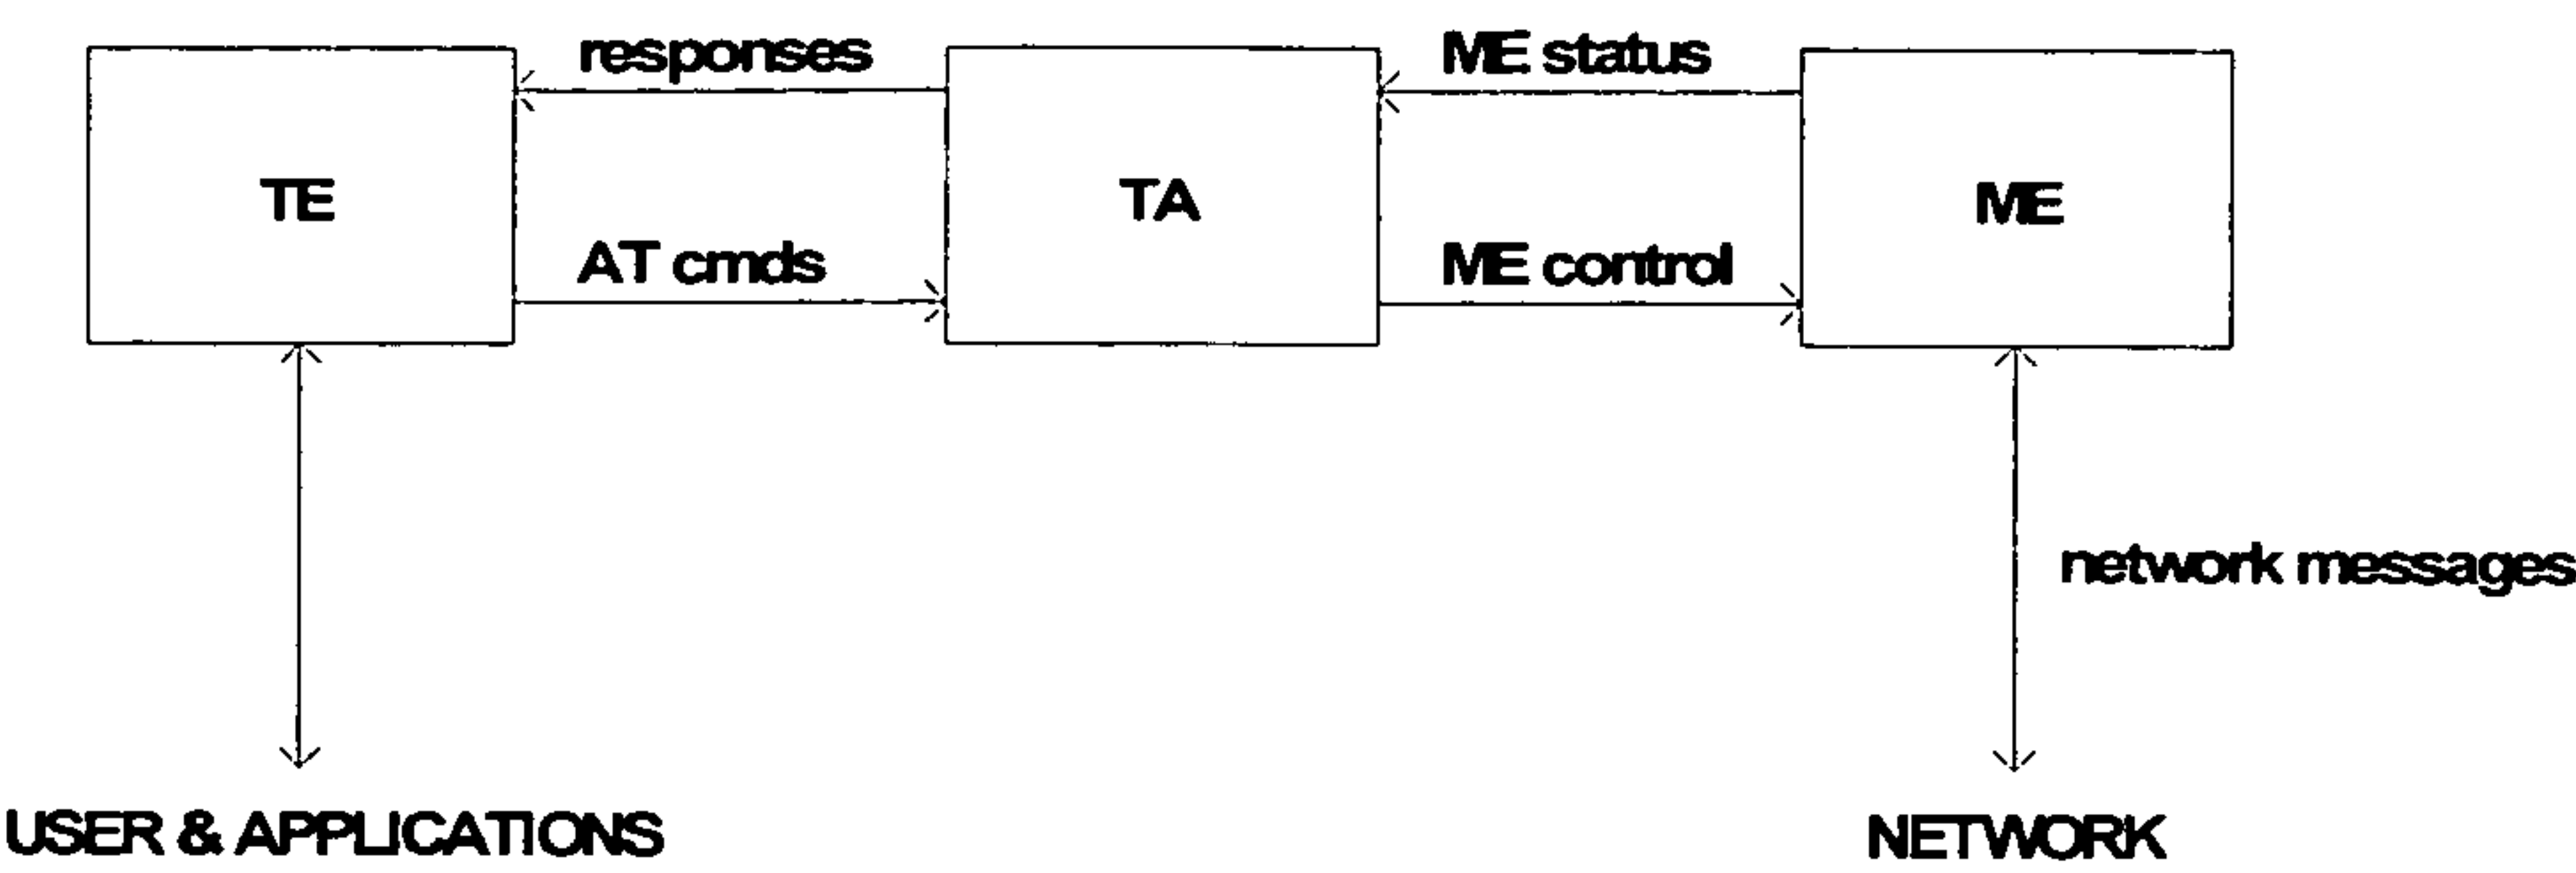 responses
ME status
TE
TA
ME
AT cmds
ME control
network messages
USER & APPLICATIONS
NETWORK